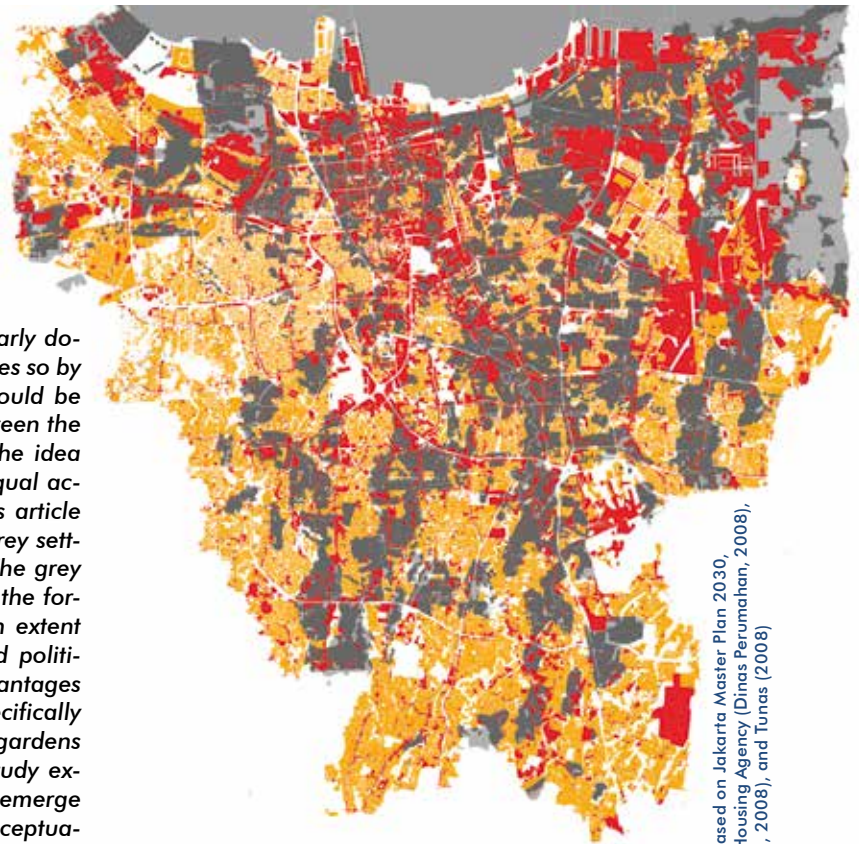 arly do-
es so by
ould be
ween the
he idea
qual ac-
s article
rey sett-
he grey
the for-
n extent
d politi-
antages
cifically
gardens
udy ex-
emerge
ceptua-
ased on Jakarta Master Plan 2030,
Housing Agency (Dinas Perumahan, 2008),
, 2008), and Tunas (2008)